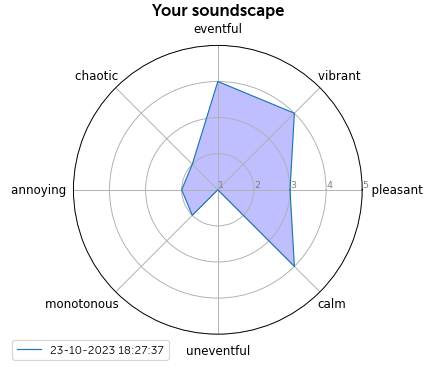 Your soundscape
eventful
chaotic
vibrant
annoying
1
2
3
4
5
pleasant
monotonous
calm
uneventful
23-10-2023 18:27:37